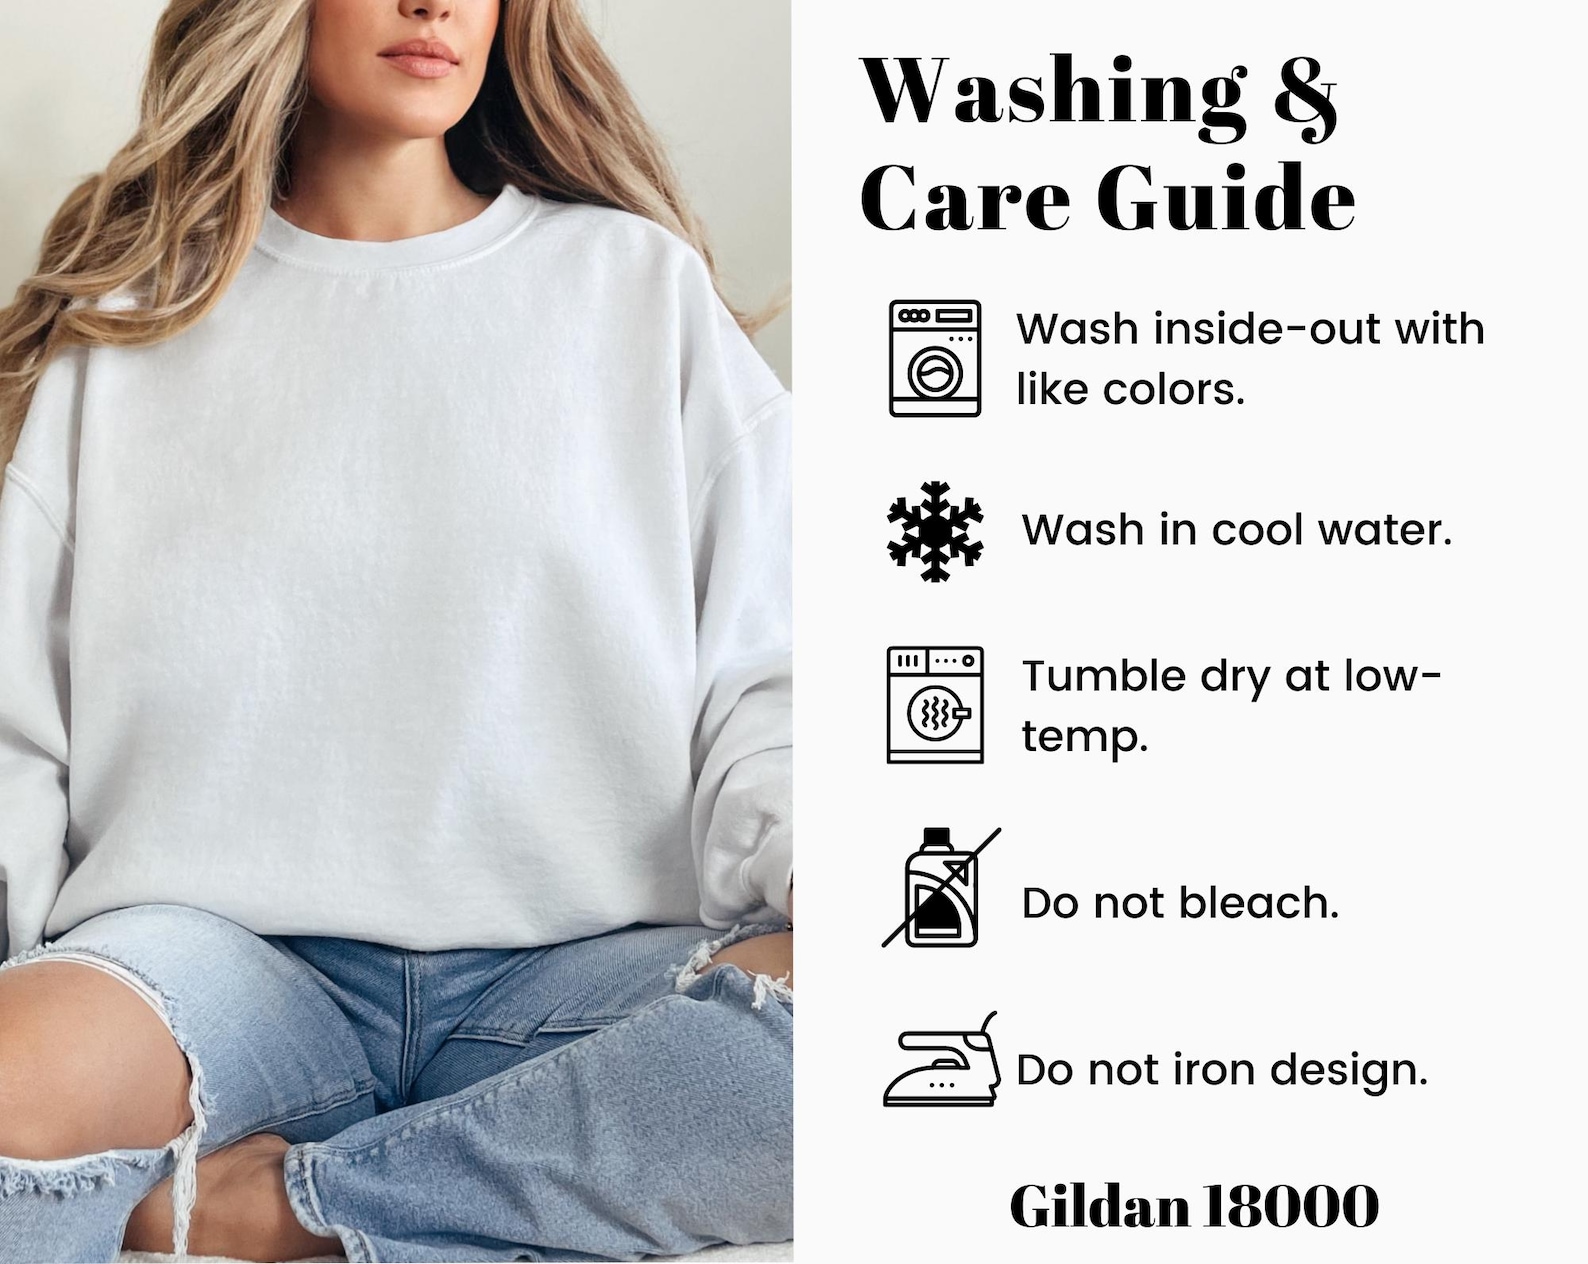 Washing &
Care Guide
Wash inside-out with
like colors.
Wash in cool water.
Tumble dry at low-
temp.
Do not bleach.
Do not iron design.
Gildan 18000